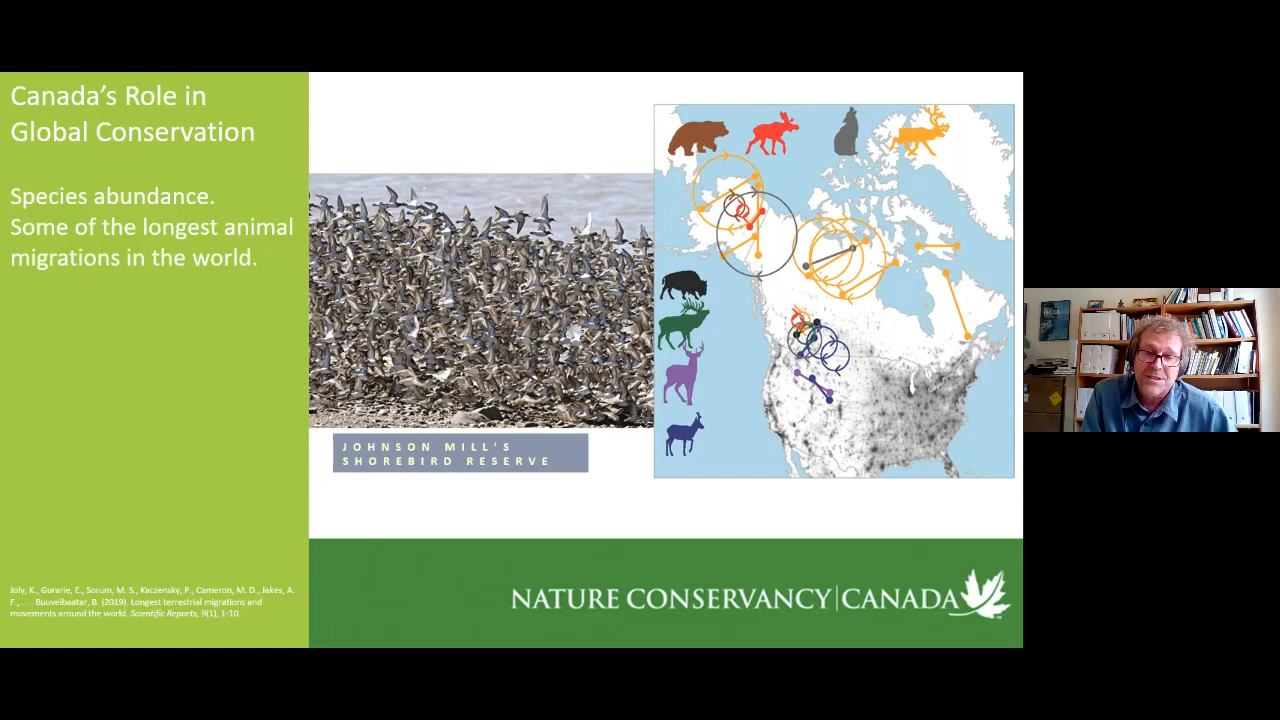 Canada's Role in
Global Conservation
Species abundance.
Some of the longest animal
migrations in the world.
JOHNSON MILL'S
SHOREBIRD RESERVE
Joly, K., Gurarie, E., Sorum, M. S., Kaczensky, P., Cameron, M. D., Jakes, A.
F., . . . Buuveibaatar, B. (2019). Longest terrestrial migrations and
movements around the world. Scientific Reports, 9(1), 1-10.
NATURE CONSERVANCY CANADA